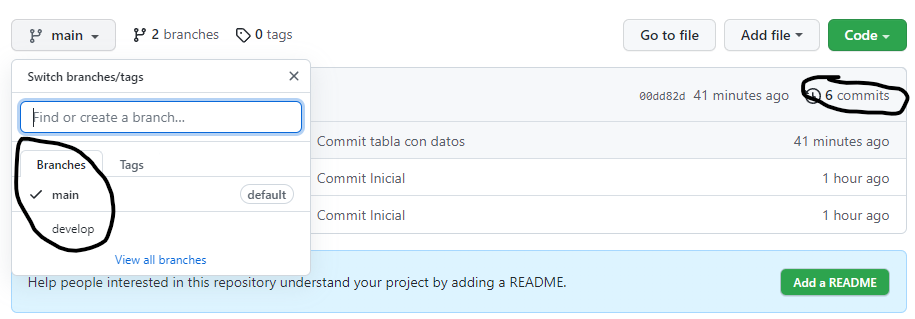 main 2 branches 0 tags Go to file Add file Code
Switch branches/tags
00dd82d 41 minutes ago 6 commits
Find or create a branch...
Commit tabla con datos 41 minutes ago
Branches Tags
Commit Inicial 1 hour ago
main default
Commit Inicial 1 hour ago
develop
View all branches
Help people interested in this repository understand your project by adding a README. Add a README